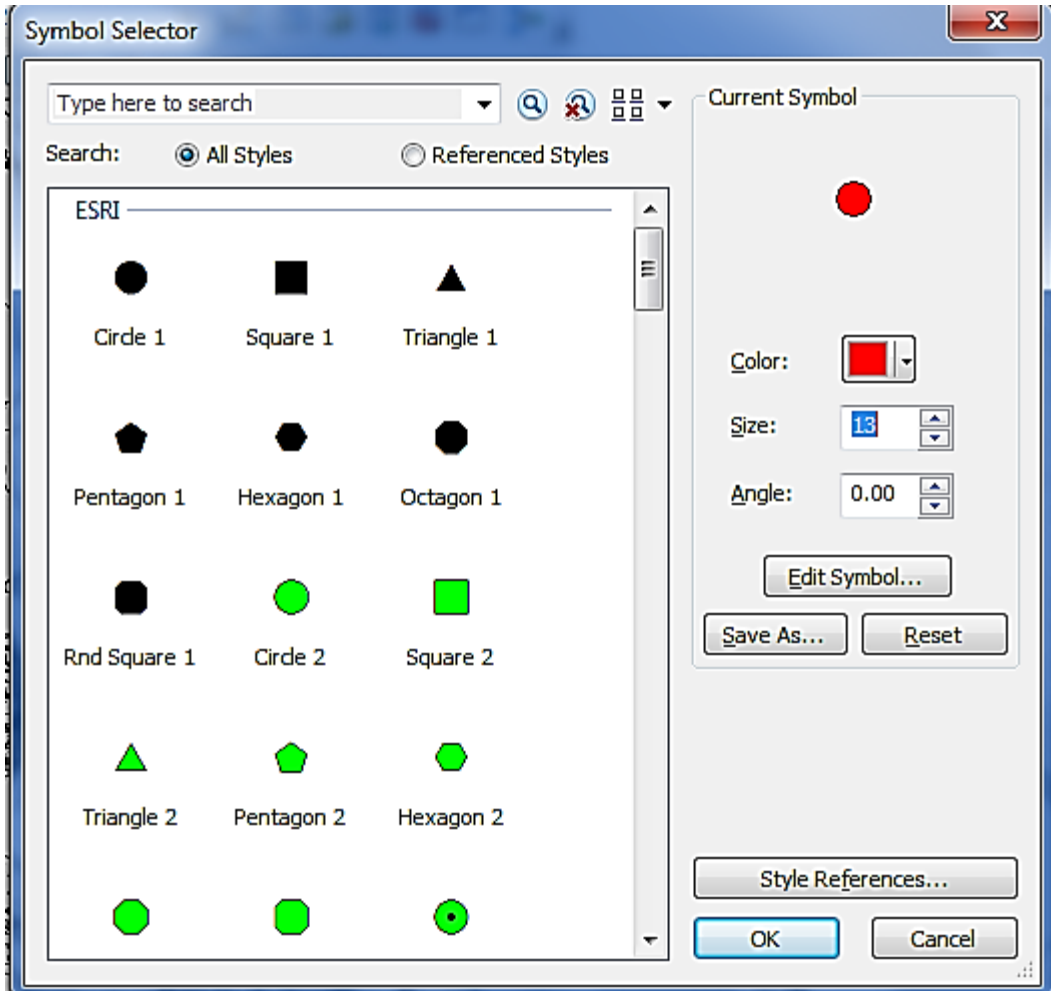 Symbol Selector
Type here to search
Search: All Styles Referenced Styles
ESRI
Circle 1 Square 1 Triangle 1
Pentagon 1 Hexagon 1 Octagon 1
Rnd Square 1 Circle 2 Square 2
Triangle 2 Pentagon 2 Hexagon 2
Current Symbol
Color:
Size: 13
Angle: 0.00
Edit Symbol...
Save As... Reset
Style References...
OK Cancel